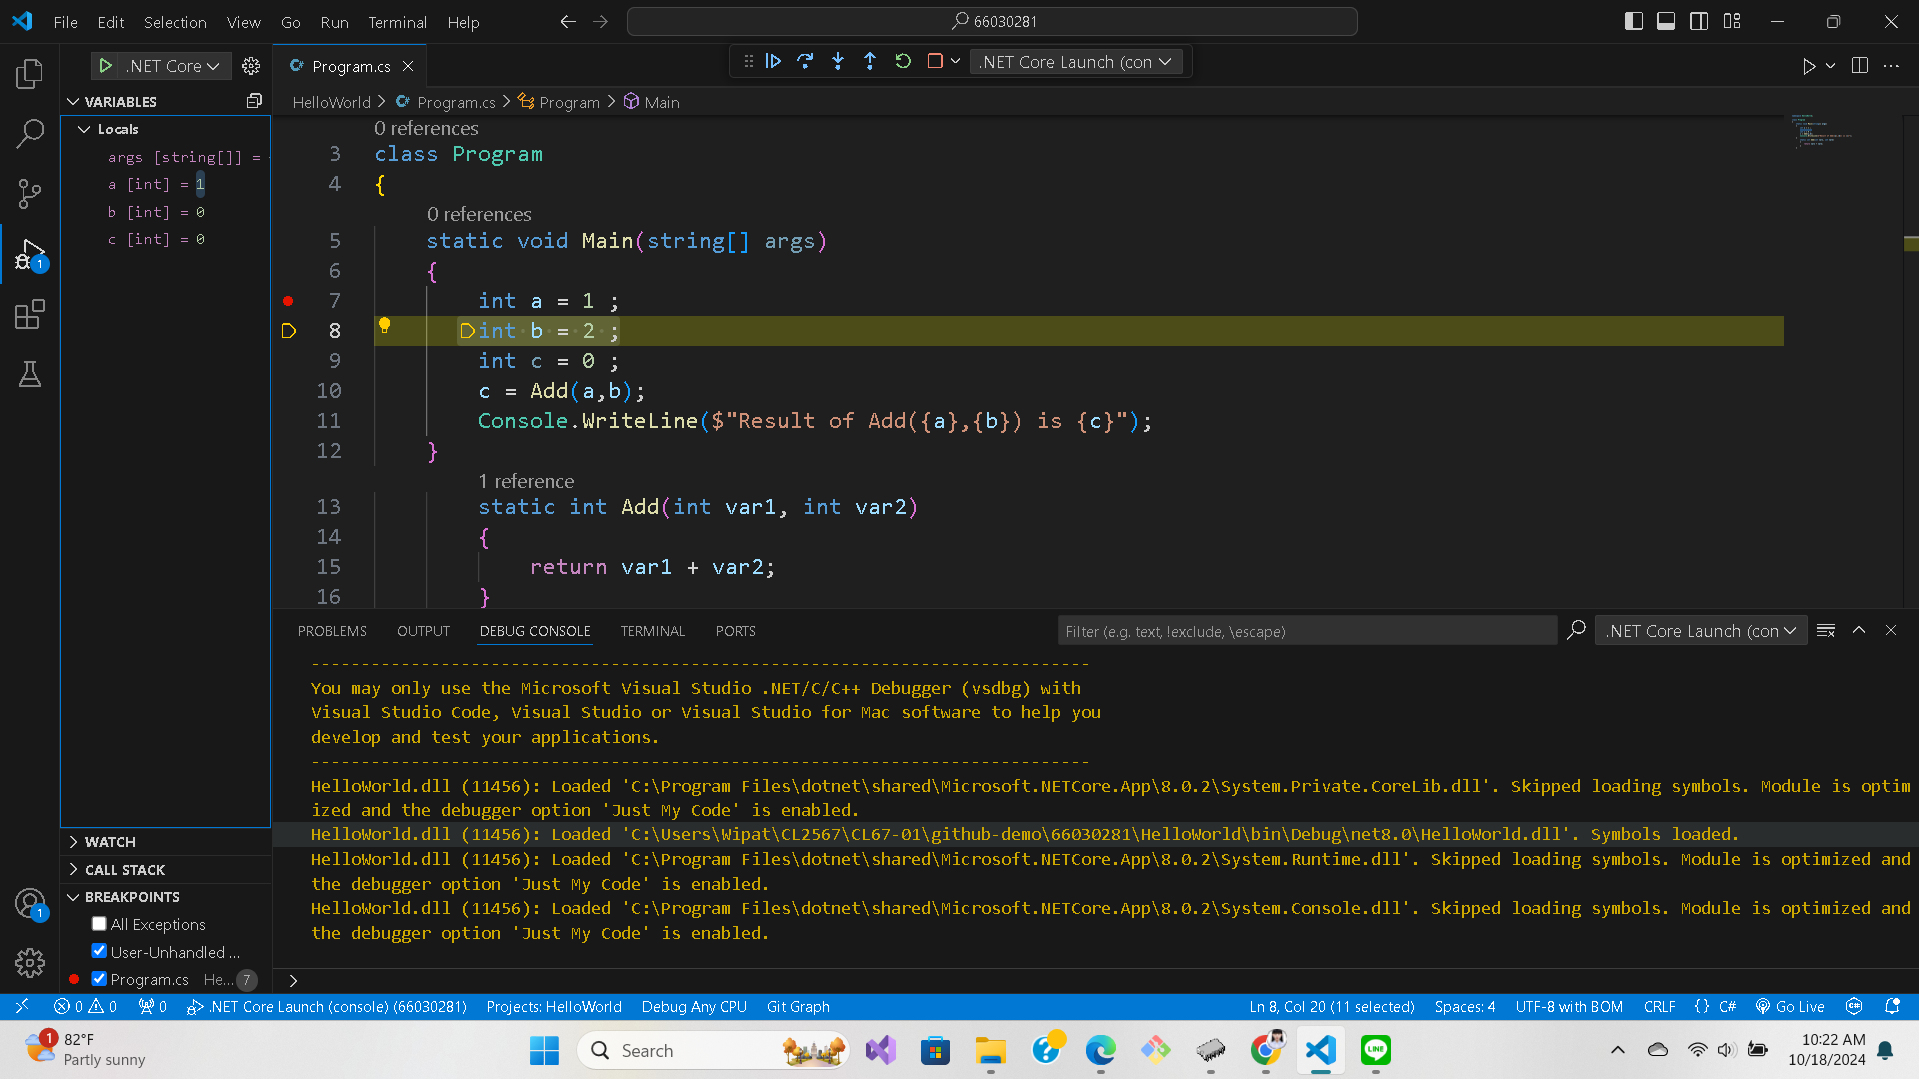 File Edit Selection View Go Run Terminal Help
66030281
.NET Core
Program.cs
.NET Core Launch (con
VARIABLES
Locals
args [string[]] =
a [int] = 1
b [int] = 0
c [int] = 0
HelloWorld > Program.cs > Program > Main
0 references
3 class Program
4 {
0 references
5 static void Main(string[] args)
6 {
7 int a = 1 ;
8 int b = 2 ;
9 int c = 0 ;
10 c = Add(a,b);
11 Console.WriteLine($"Result of Add({a},{b}) is {c}");
12 }
1 reference
13 static int Add(int var1, int var2)
14 {
15 return var1 + var2;
16 }
PROBLEMS OUTPUT DEBUG CONSOLE TERMINAL PORTS
Filter (e.g. text, !exclude, \escape)
.NET Core Launch (con
-------------------------------------------------------------------------------
You may only use the Microsoft Visual Studio .NET/C/C++ Debugger (vsdbg) with
Visual Studio Code, Visual Studio or Visual Studio for Mac software to help you
develop and test your applications.
-------------------------------------------------------------------------------
HelloWorld.dll (11456): Loaded 'C:\Program Files\dotnet\shared\Microsoft.NETCore.App\8.0.2\System.Private.CoreLib.dll'. Skipped loading symbols. Module is optim
ized and the debugger option 'Just My Code' is enabled.
HelloWorld.dll (11456): Loaded 'C:\Users\Wipat\CL2567\CL67-01\github-demo\66030281\HelloWorld\bin\Debug\net8.0\HelloWorld.dll'. Symbols loaded.
HelloWorld.dll (11456): Loaded 'C:\Program Files\dotnet\shared\Microsoft.NETCore.App\8.0.2\System.Runtime.dll'. Skipped loading symbols. Module is optimized and
the debugger option 'Just My Code' is enabled.
HelloWorld.dll (11456): Loaded 'C:\Program Files\dotnet\shared\Microsoft.NETCore.App\8.0.2\System.Console.dll'. Skipped loading symbols. Module is optimized and
the debugger option 'Just My Code' is enabled.
>
1
WATCH
CALL STACK
BREAKPOINTS
All Exceptions
User-Unhandled ...
Program.cs He... 7
1
0 0 0 .NET Core Launch (console) (66030281) Projects: HelloWorld Debug Any CPU Git Graph
Ln 8, Col 20 (11 selected) Spaces: 4 UTF-8 with BOM CRLF {} C# Go Live
1
82°F
Partly sunny
Search
LINE
10:22 AM
10/18/2024